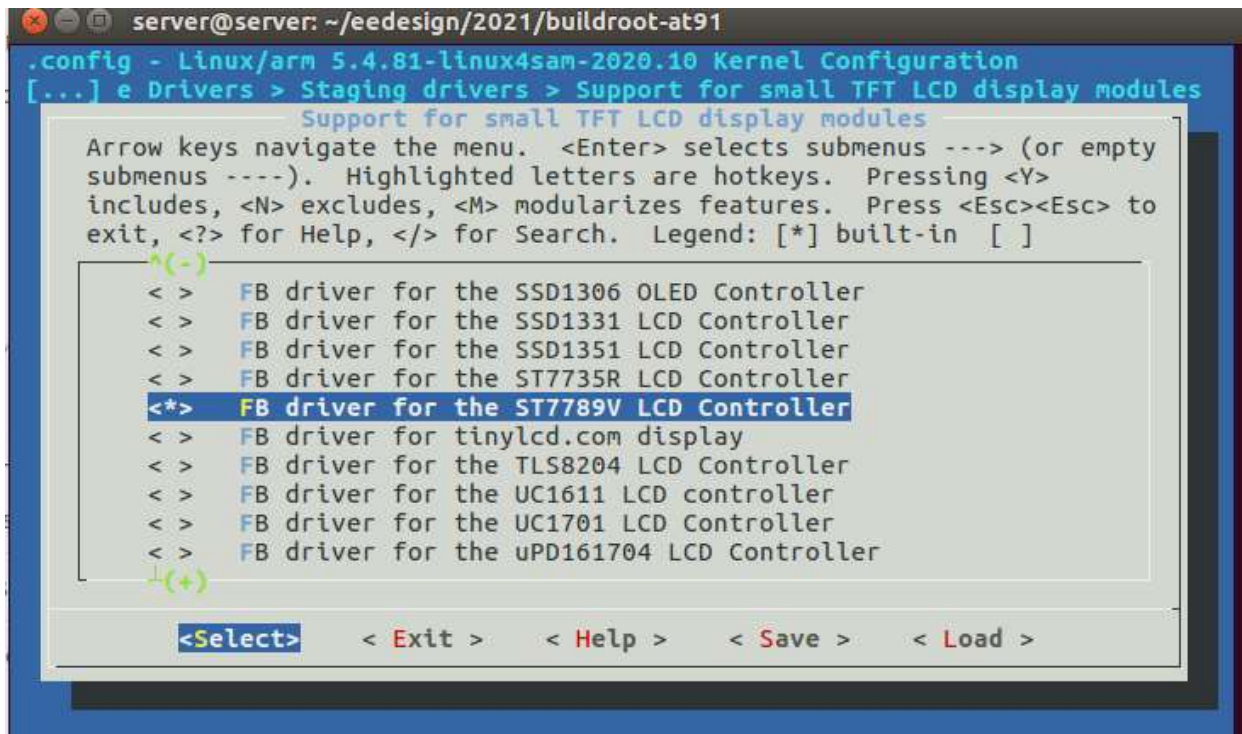 server@server: ~/eedesign/2021/buildroot-at91
.config - Linux/arm 5.4.81-linux4sam-2020.10 Kernel Configuration
[...] e Drivers > Staging drivers > Support for small TFT LCD display modules
Support for small TFT LCD display modules
Arrow keys navigate the menu.  <Enter> selects submenus ---> (or empty
submenus ----).  Highlighted letters are hotkeys.  Pressing <Y>
includes, <N> excludes, <M> modularizes features.  Press <Esc><Esc> to
exit, <?> for Help, </> for Search.  Legend: [*] built-in  [ ]
^(-)
< >   FB driver for the SSD1306 OLED Controller
< >   FB driver for the SSD1331 LCD Controller
< >   FB driver for the SSD1351 LCD Controller
< >   FB driver for the ST7735R LCD Controller
<*>   FB driver for the ST7789V LCD Controller
< >   FB driver for tinylcd.com display
< >   FB driver for the TLS8204 LCD Controller
< >   FB driver for the UC1611 LCD controller
< >   FB driver for the UC1701 LCD Controller
< >   FB driver for the uPD161704 LCD Controller
┴(+)
<Select>    < Exit >    < Help >    < Save >    < Load >